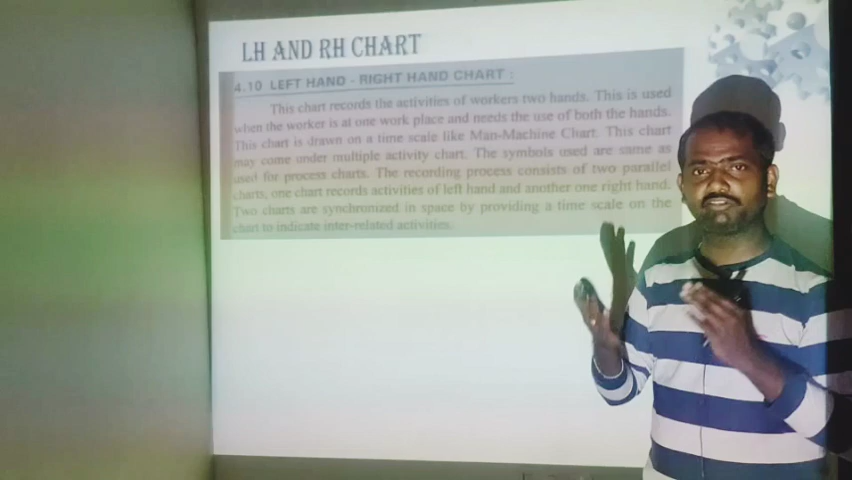 LH AND RH CHART
4.10 LEFT HAND - RIGHT HAND CHART :
This chart records the activities of workers two hands. This is used
when the worker is at one work place and needs the use of both the hands.
This chart is drawn on a time scale like Man-Machine Chart. This chart
may come under multiple activity chart. The symbols used are same as
used for process charts. The recording process consists of two parallel
charts, one chart records activities of left hand and another one right hand.
Two charts are synchronized in space by providing a time scale on the
chart to indicate inter-related activities.